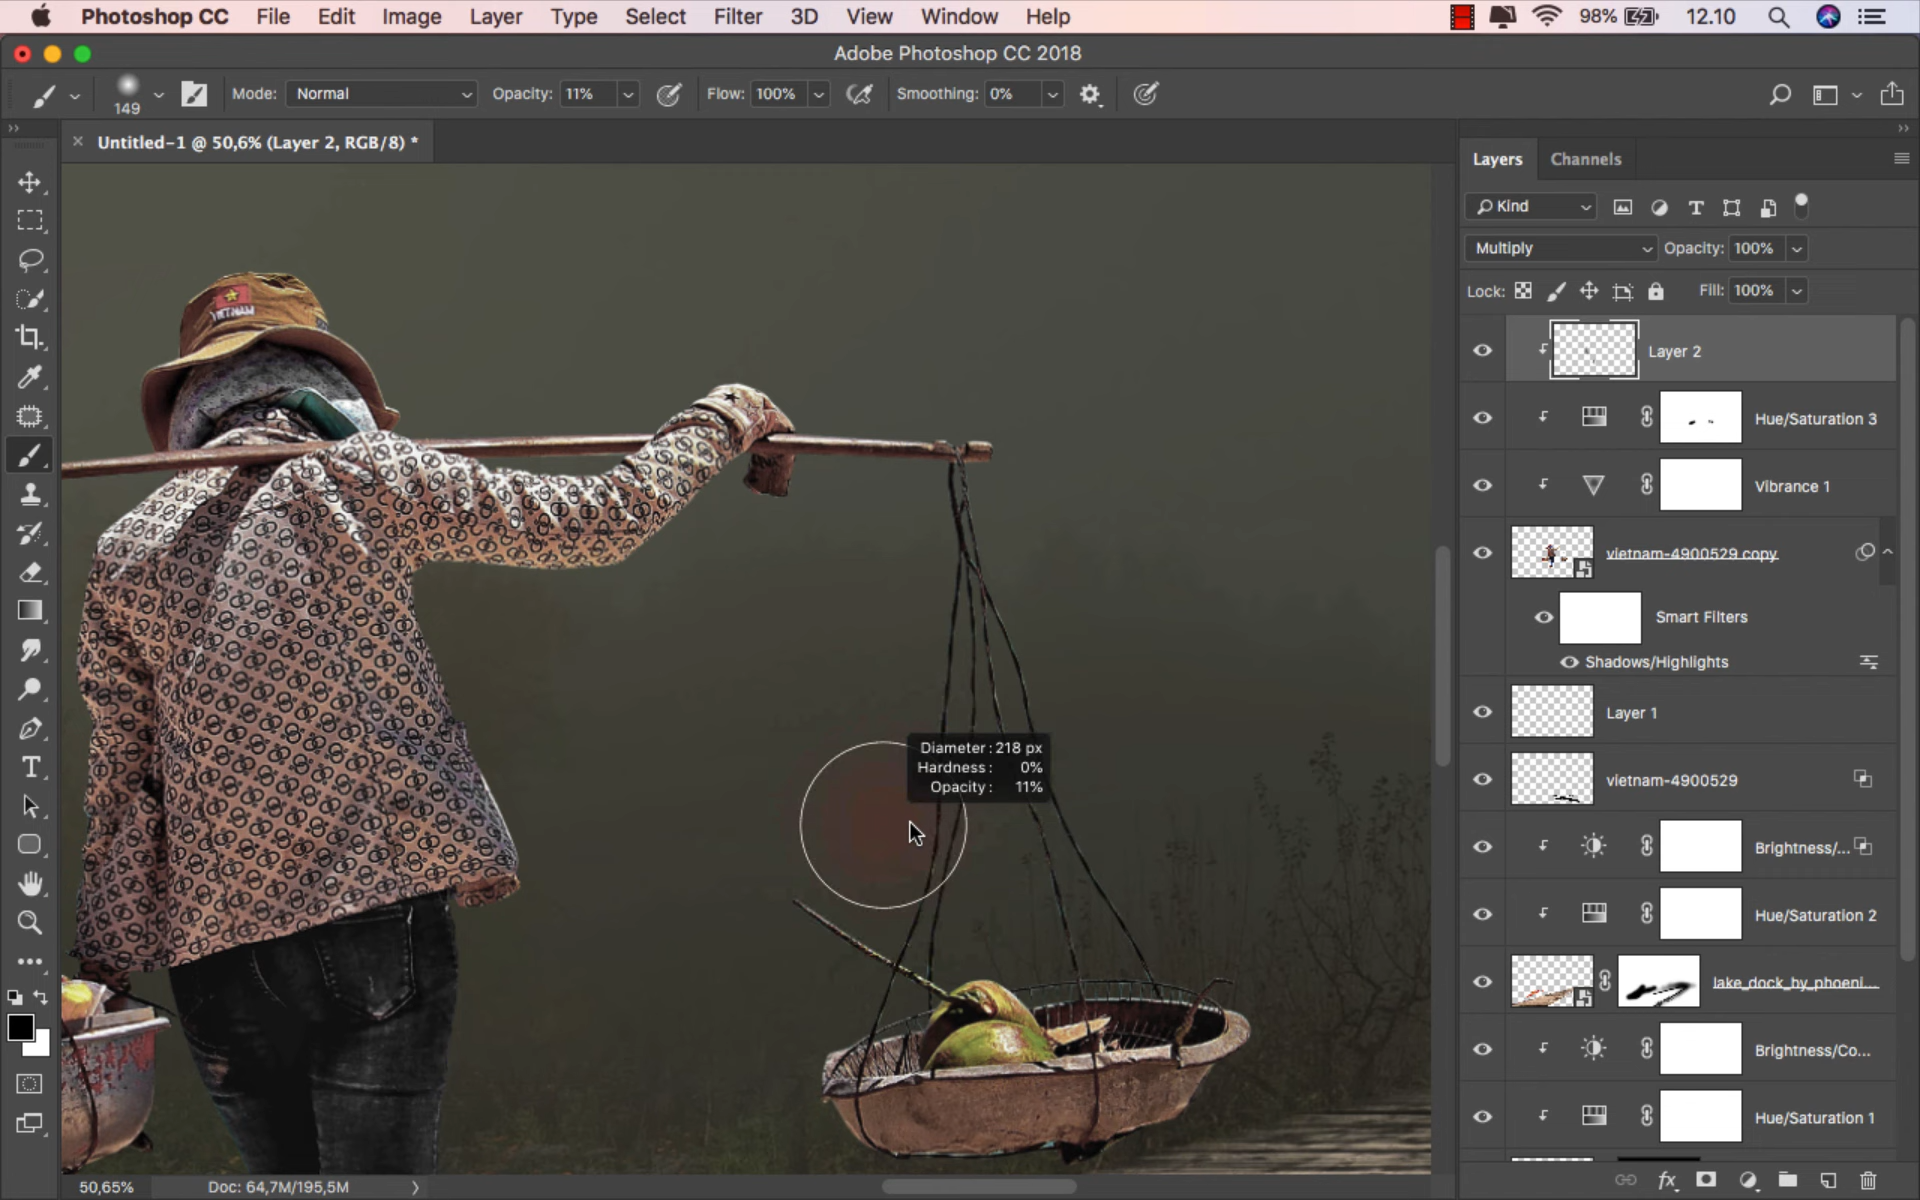 Photoshop CC File Edit Image Layer Type Select Filter 3D View Window Help 98% 12.10
Adobe Photoshop CC 2018
149 Mode: Normal Opacity: 11% Flow: 100% Smoothing: 0%
Untitled-1 @ 50,6% (Layer 2, RGB/8) *
Layers Channels
Kind
Multiply Opacity: 100%
Lock: Fill: 100%
VIETNAM
Layer 2
Hue/Saturation 3
Vibrance 1
vietnam-4900529 copy
Smart Filters
Shadows/Highlights
Layer 1
Diameter: 218 px
Hardness: 0%
Opacity: 11%
vietnam-4900529
Brightness/...
Hue/Saturation 2
lake_dock_by_phoeni...
Brightness/Co...
Hue/Saturation 1
50,65% Doc: 64,7M/195,5M
fx